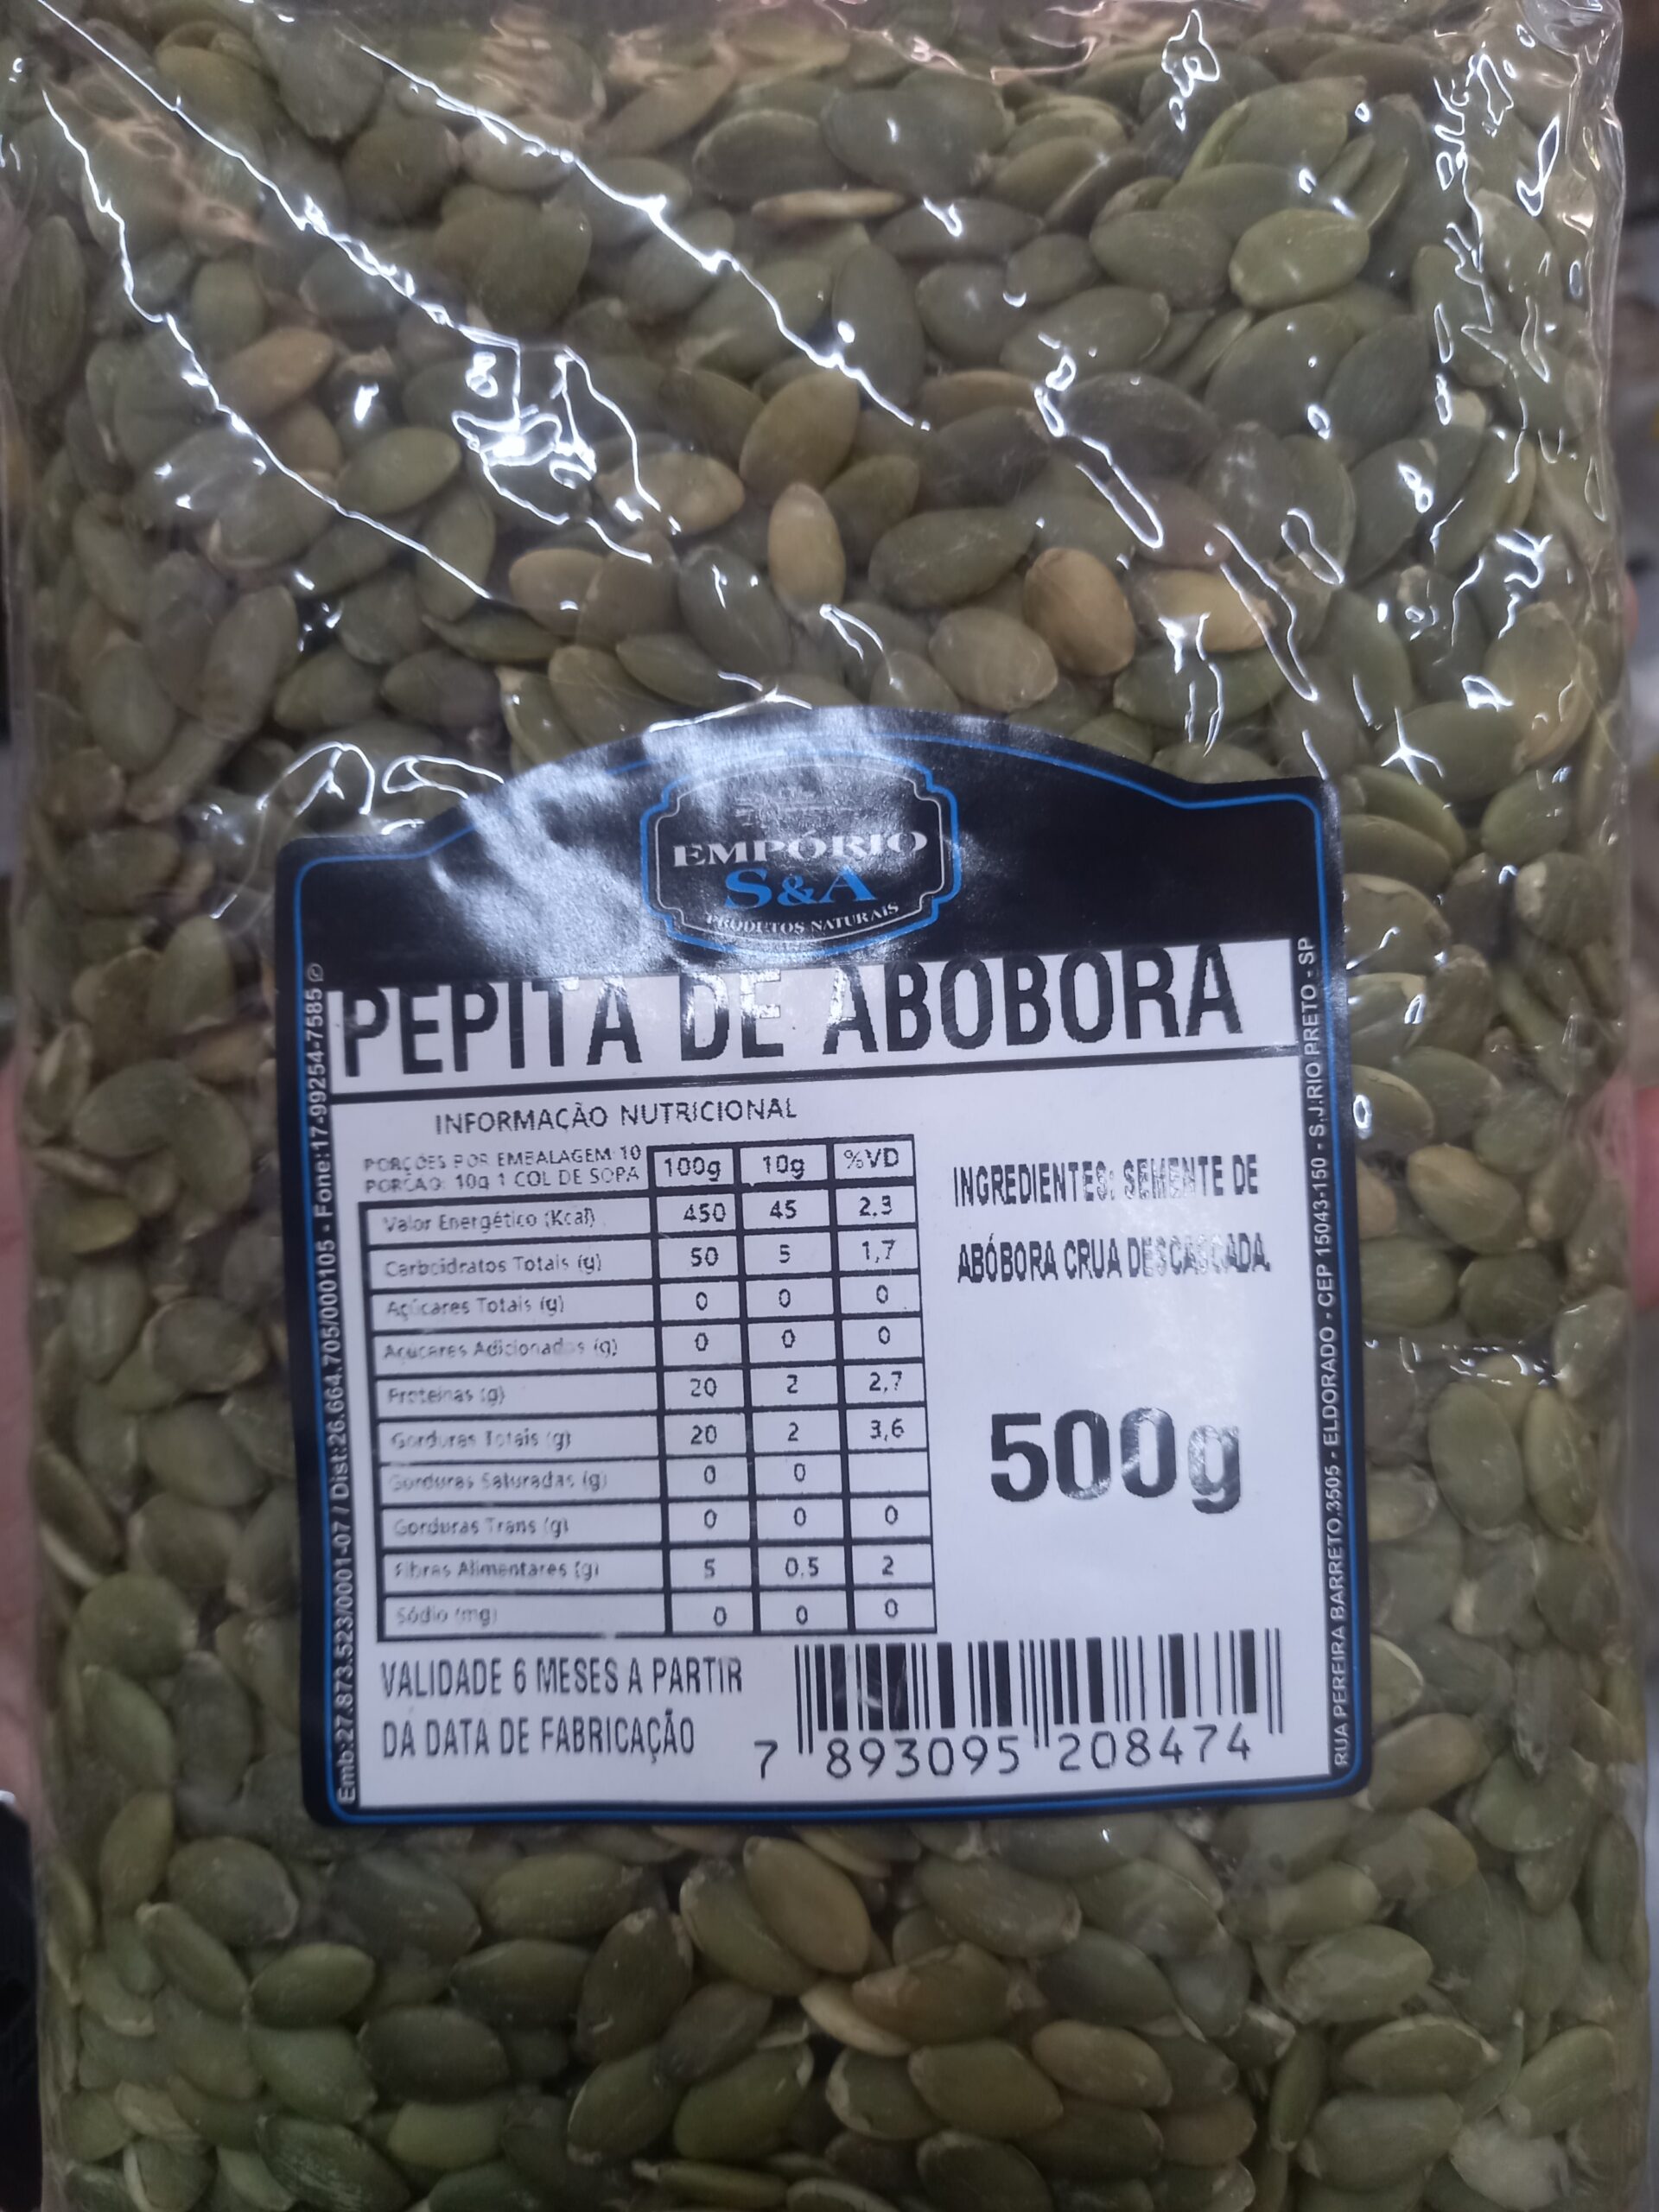 EMPÓRIO
S&A
PRODUTOS NATURAIS
PEPITA DE ABOBORA
INFORMAÇÃO NUTRICIONAL
PORÇÕES POR EMBALAGEM: 10
PORÇÃO: 10g 1 COL DE SOPA
100g 10g %VD
Valor Energético (Kcal) 450 45 2,3
Carboidratos Totais (g) 50 5 1,7
Açúcares Totais (g) 0 0 0
Açúcares Adicionados (g) 0 0 0
Proteínas (g) 20 2 2,7
Gorduras Totais (g) 20 2 3,6
Gorduras Saturadas (g) 0 0
Gorduras Trans (g) 0 0 0
Fibras Alimentares (g) 5 0,5 2
Sódio (mg) 0 0 0
INGREDIENTES: SEMENTE DE
ABÓBORA CRUA DESCASCADA.
500g
VALIDADE 6 MESES A PARTIR
DA DATA DE FABRICAÇÃO
7 893095 208474
Emb:27.873.523/0001-07 / Dist:26.664.705/000105 - Fone:17-99254-7585 ©
RUA PEREIRA BARRETO,3505 - ELDORADO - CEP 15043-150 - S.J.RIO PRETO - SP